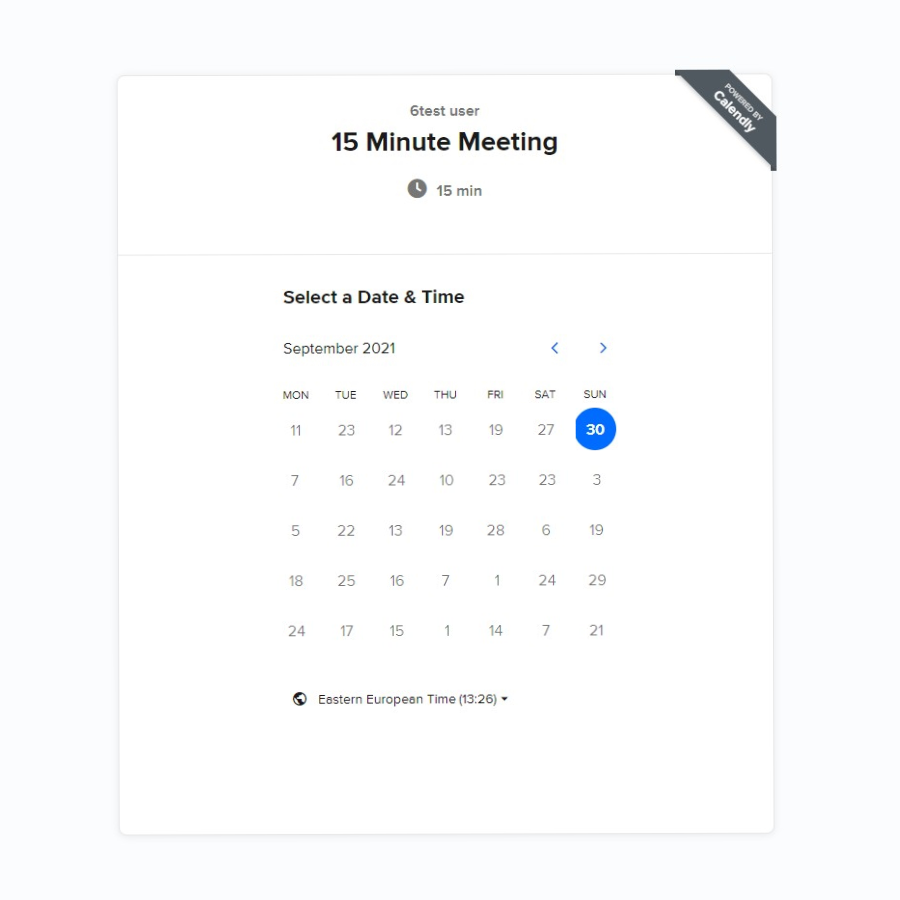 POWERED BY
Calendly
6test user
15 Minute Meeting
15 min
Select a Date & Time
September 2021
MON TUE WED THU FRI SAT SUN
11 23 12 13 19 27 30
7 16 24 10 23 23 3
5 22 13 19 28 6 19
18 25 16 7 1 24 29
24 17 15 1 14 7 21
Eastern European Time (13:26)